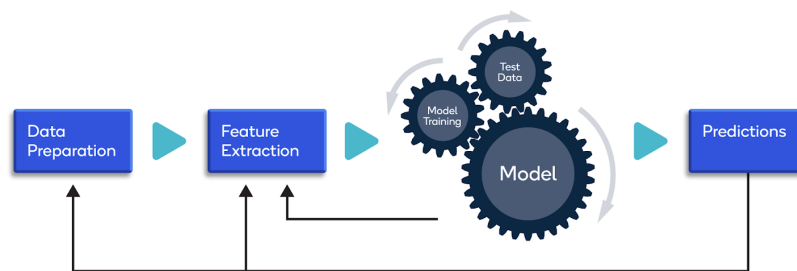 Data
Preparation
Feature
Extraction
Model
Training
Test
Data
Model
Predictions